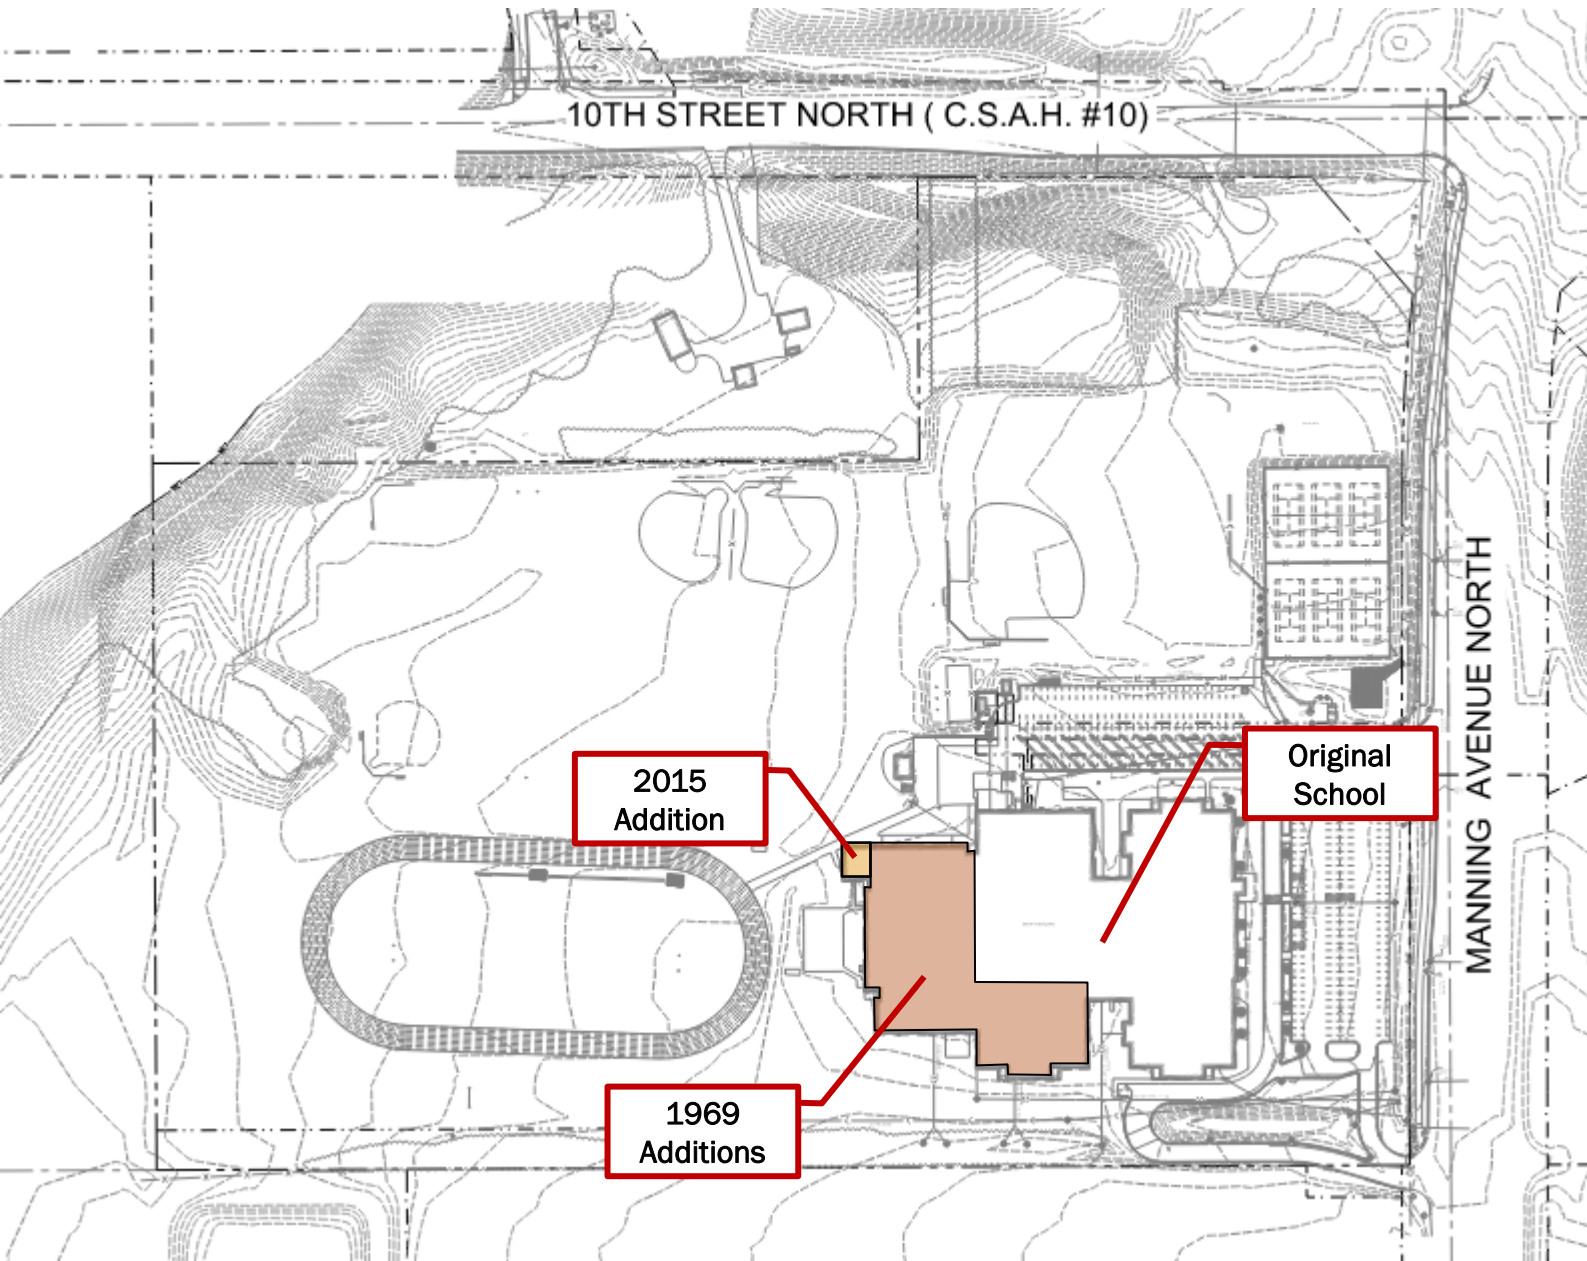 10TH STREET NORTH ( C.S.A.H. #10)
MANNING AVENUE NORTH
Original
School
2015
Addition
1969
Additions